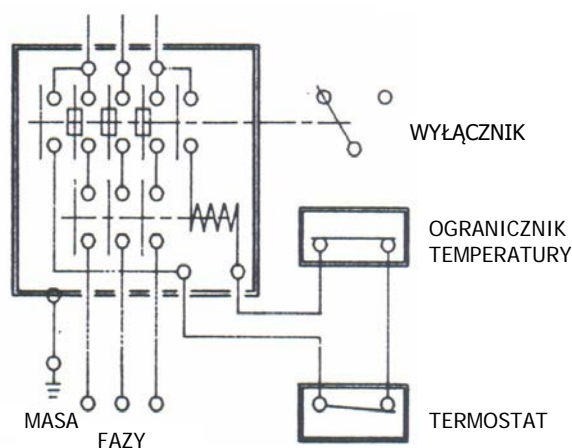 WYŁĄCZNIK
OGRANICZNIK
TEMPERATURY
MASA
FAZY
TERMOSTAT